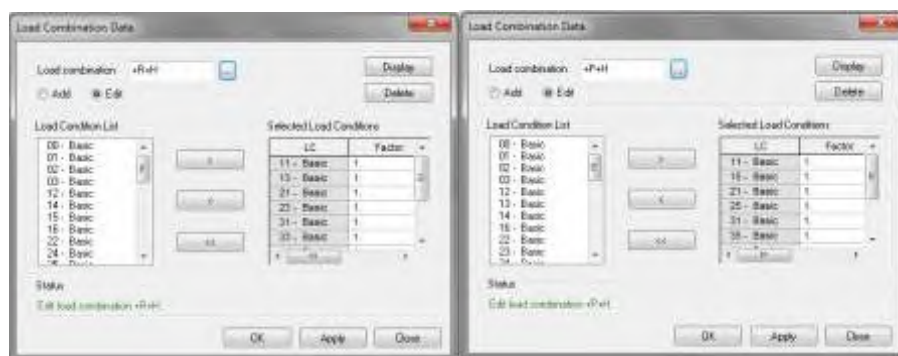 Load Combination Data
Load combination +R+H ...
Add Edit
Display
Delete
Load Condition List
00 - Basic
01 - Basic
02 - Basic
03 - Basic
12 - Basic
14 - Basic
15 - Basic
16 - Basic
22 - Basic
24 - Basic
>
<
<<
Selected Load Conditions
LC Factor
11 - Basic 1.
13 - Basic 1.
21 - Basic 1.
23 - Basic 1.
31 - Basic 1.
33 - Basic 1.
Status
Edit load combination +R+H
OK Apply Close
Load Combination Data
Load combination +P+H ...
Add Edit
Display
Delete
Load Condition List
00 - Basic
01 - Basic
02 - Basic
03 - Basic
12 - Basic
13 - Basic
14 - Basic
16 - Basic
22 - Basic
23 - Basic
>
<
<<
Selected Load Conditions
LC Factor
11 - Basic 1.
15 - Basic 1.
21 - Basic 1.
25 - Basic 1.
31 - Basic 1.
35 - Basic 1.
Status
Edit load combination +P+H
OK Apply Close